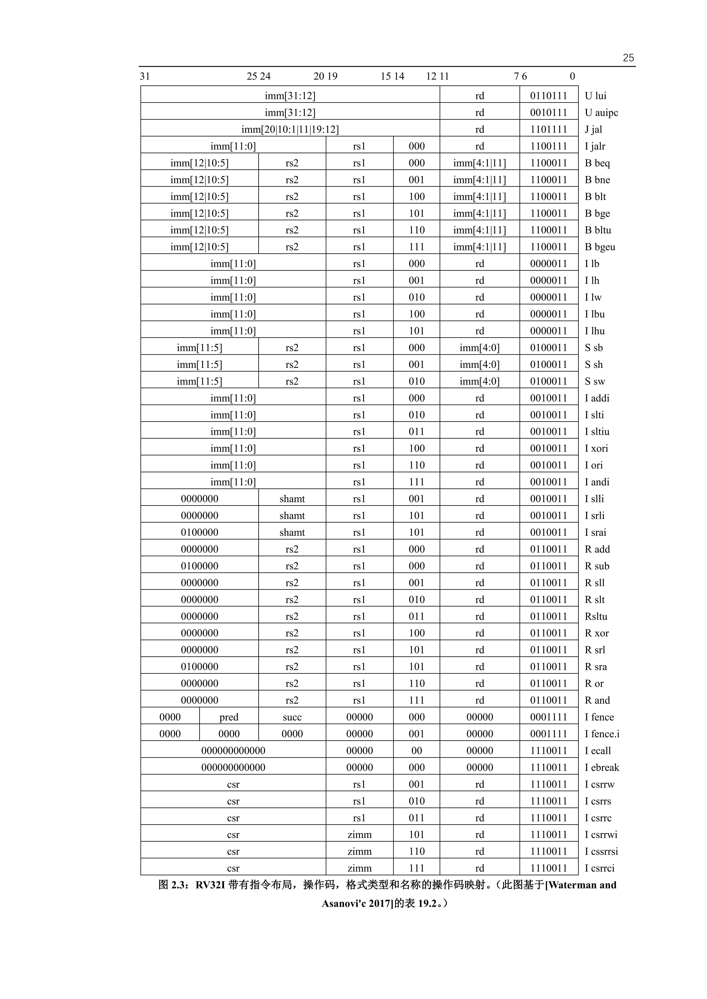 25
31 25 24 20 19 15 14 12 11 7 6 0
imm[31:12] rd 0110111 U lui
imm[31:12] rd 0010111 U auipc
imm[20|10:1|11|19:12] rd 1101111 J jal
imm[11:0] rs1 000 rd 1100111 I jalr
imm[12|10:5] rs2 rs1 000 imm[4:1|11] 1100011 B beq
imm[12|10:5] rs2 rs1 001 imm[4:1|11] 1100011 B bne
imm[12|10:5] rs2 rs1 100 imm[4:1|11] 1100011 B blt
imm[12|10:5] rs2 rs1 101 imm[4:1|11] 1100011 B bge
imm[12|10:5] rs2 rs1 110 imm[4:1|11] 1100011 B bltu
imm[12|10:5] rs2 rs1 111 imm[4:1|11] 1100011 B bgeu
imm[11:0] rs1 000 rd 0000011 I lb
imm[11:0] rs1 001 rd 0000011 I lh
imm[11:0] rs1 010 rd 0000011 I lw
imm[11:0] rs1 100 rd 0000011 I lbu
imm[11:0] rs1 101 rd 0000011 I lhu
imm[11:5] rs2 rs1 000 imm[4:0] 0100011 S sb
imm[11:5] rs2 rs1 001 imm[4:0] 0100011 S sh
imm[11:5] rs2 rs1 010 imm[4:0] 0100011 S sw
imm[11:0] rs1 000 rd 0010011 I addi
imm[11:0] rs1 010 rd 0010011 I slti
imm[11:0] rs1 011 rd 0010011 I sltiu
imm[11:0] rs1 100 rd 0010011 I xori
imm[11:0] rs1 110 rd 0010011 I ori
imm[11:0] rs1 111 rd 0010011 I andi
0000000 shamt rs1 001 rd 0010011 I slli
0000000 shamt rs1 101 rd 0010011 I srli
0100000 shamt rs1 101 rd 0010011 I srai
0000000 rs2 rs1 000 rd 0110011 R add
0100000 rs2 rs1 000 rd 0110011 R sub
0000000 rs2 rs1 001 rd 0110011 R sll
0000000 rs2 rs1 010 rd 0110011 R slt
0000000 rs2 rs1 011 rd 0110011 Rsltu
0000000 rs2 rs1 100 rd 0110011 R xor
0000000 rs2 rs1 101 rd 0110011 R srl
0100000 rs2 rs1 101 rd 0110011 R sra
0000000 rs2 rs1 110 rd 0110011 R or
0000000 rs2 rs1 111 rd 0110011 R and
0000 pred succ 00000 000 00000 0001111 I fence
0000 0000 0000 00000 001 00000 0001111 I fence.i
000000000000 00000 00 00000 1110011 I ecall
000000000000 00000 000 00000 1110011 I ebreak
csr rs1 001 rd 1110011 I csrrw
csr rs1 010 rd 1110011 I csrrs
csr rs1 011 rd 1110011 I csrrc
csr zimm 101 rd 1110011 I csrrwi
csr zimm 110 rd 1110011 I cssrrsi
csr zimm 111 rd 1110011 I csrrci
图 2.3：RV32I 带有指令布局，操作码，格式类型和名称的操作码映射。（此图基于[Waterman and
Asanovi'c 2017]的表 19.2。）